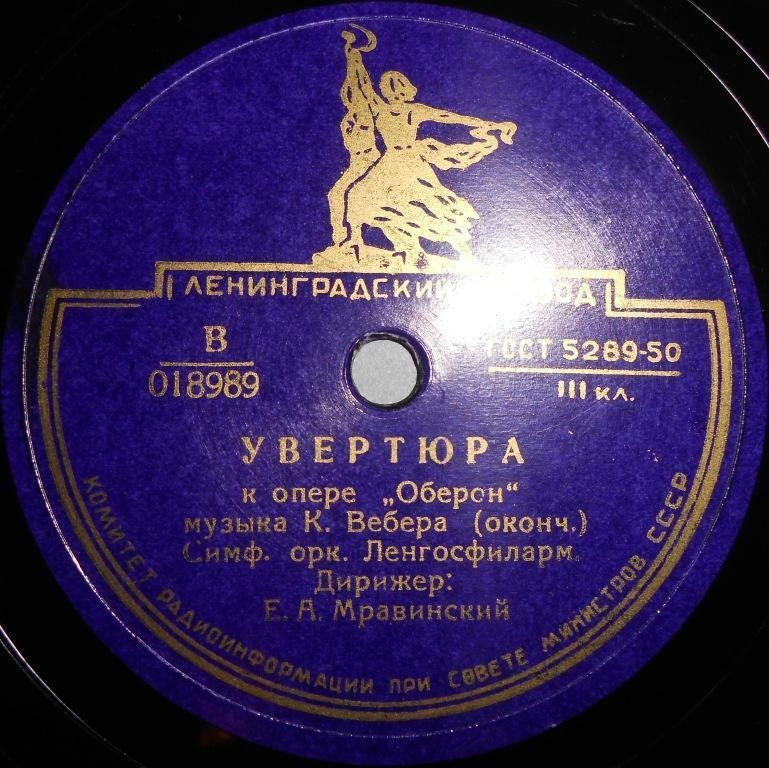 ЛЕНИНГРАДСКИЙ
В
018989
ГОСТ 5289-50
III кл.
УВЕРТЮРА
к опере „Оберон“
музыка К. Вебера (оконч.)
Симф. орк. Ленгосфиларм.
Дирижер:
Е. А. Мравинский
КОМИТЕТ РАДИОИНФОРМАЦИИ ПРИ СОВЕТЕ МИНИСТРОВ СССР